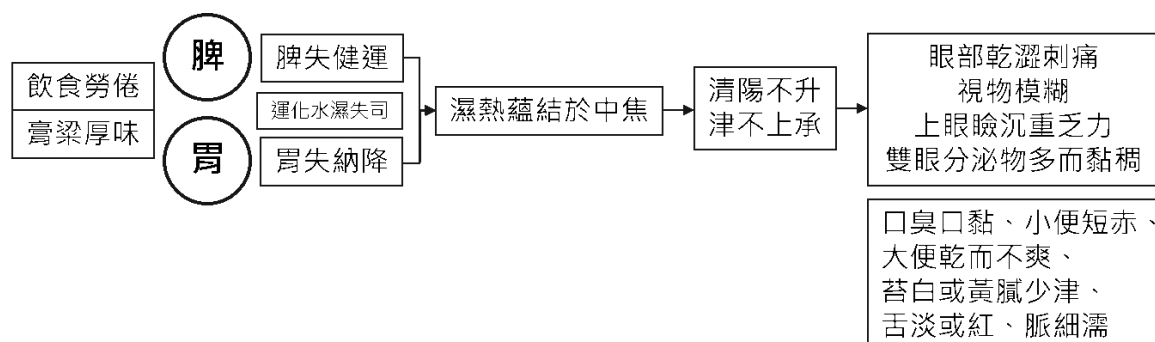 飲食勞倦
膏粱厚味
脾
胃
脾失健運
運化水濕失司
胃失納降
濕熱蘊結於中焦
清陽不升
津不上承
眼部乾澀刺痛
視物模糊
上眼瞼沉重乏力
雙眼分泌物多而黏稠
口臭口黏、小便短赤、
大便乾而不爽、
苔白或黃膩少津、
舌淡或紅、脈細濡